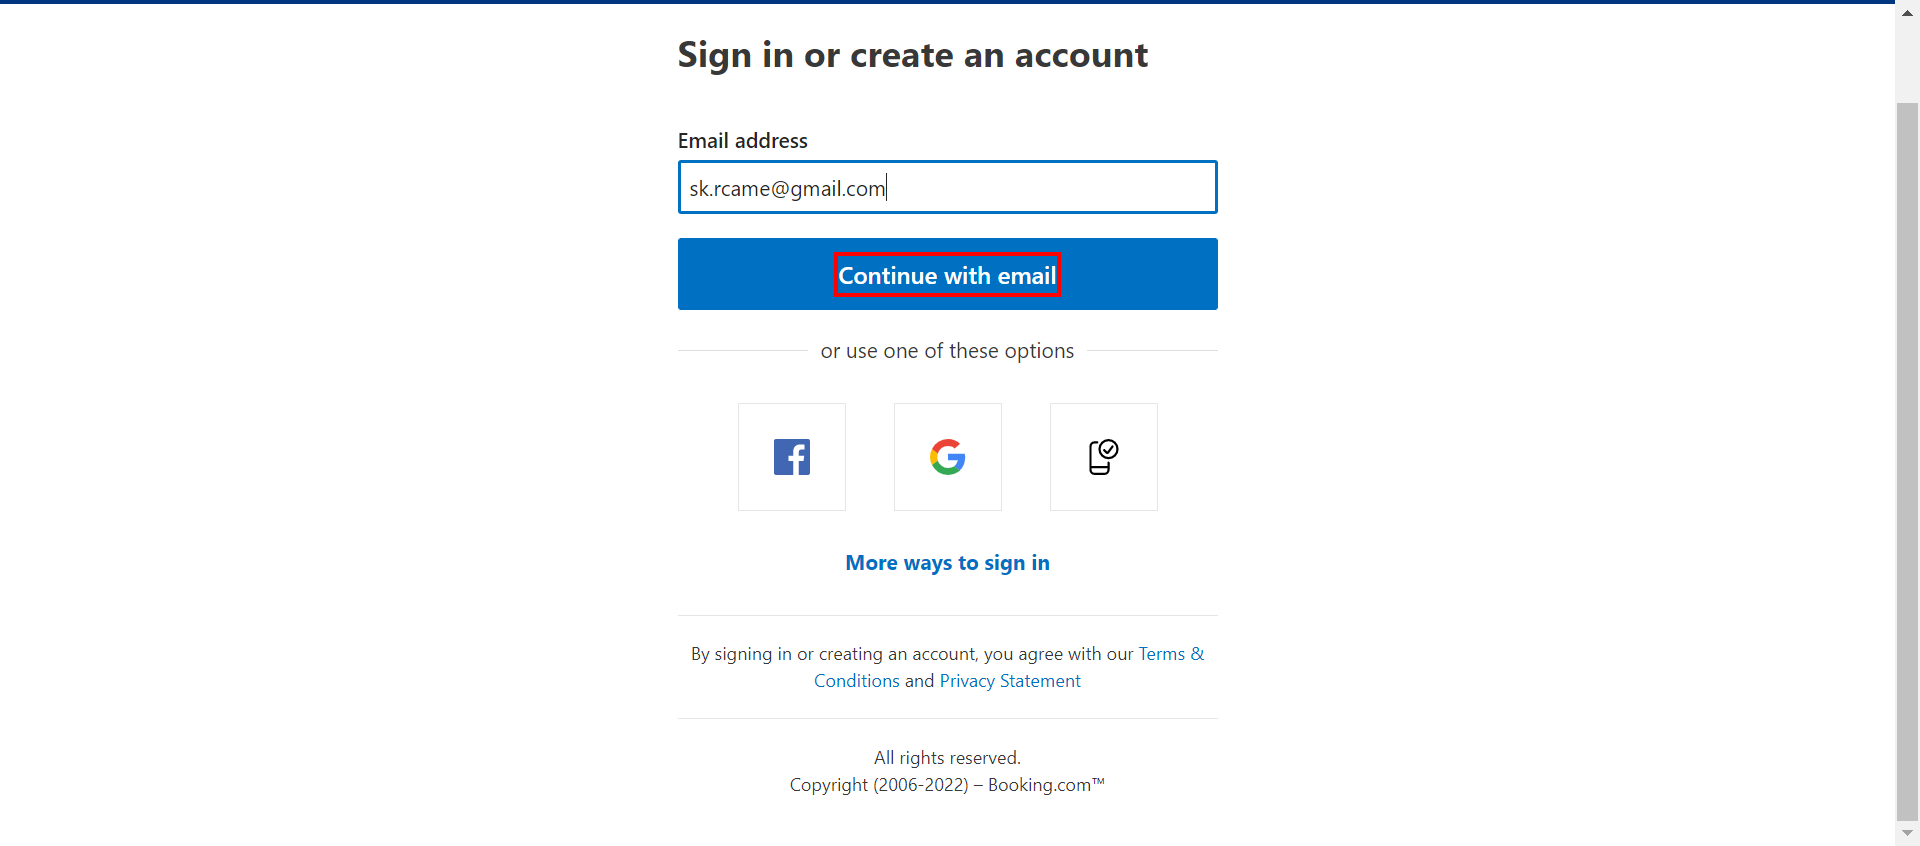 Sign in or create an account
Email address
sk.rcame@gmail.com
Continue with email
or use one of these options
More ways to sign in
By signing in or creating an account, you agree with our Terms &
Conditions and Privacy Statement
All rights reserved.
Copyright (2006-2022) – Booking.com™